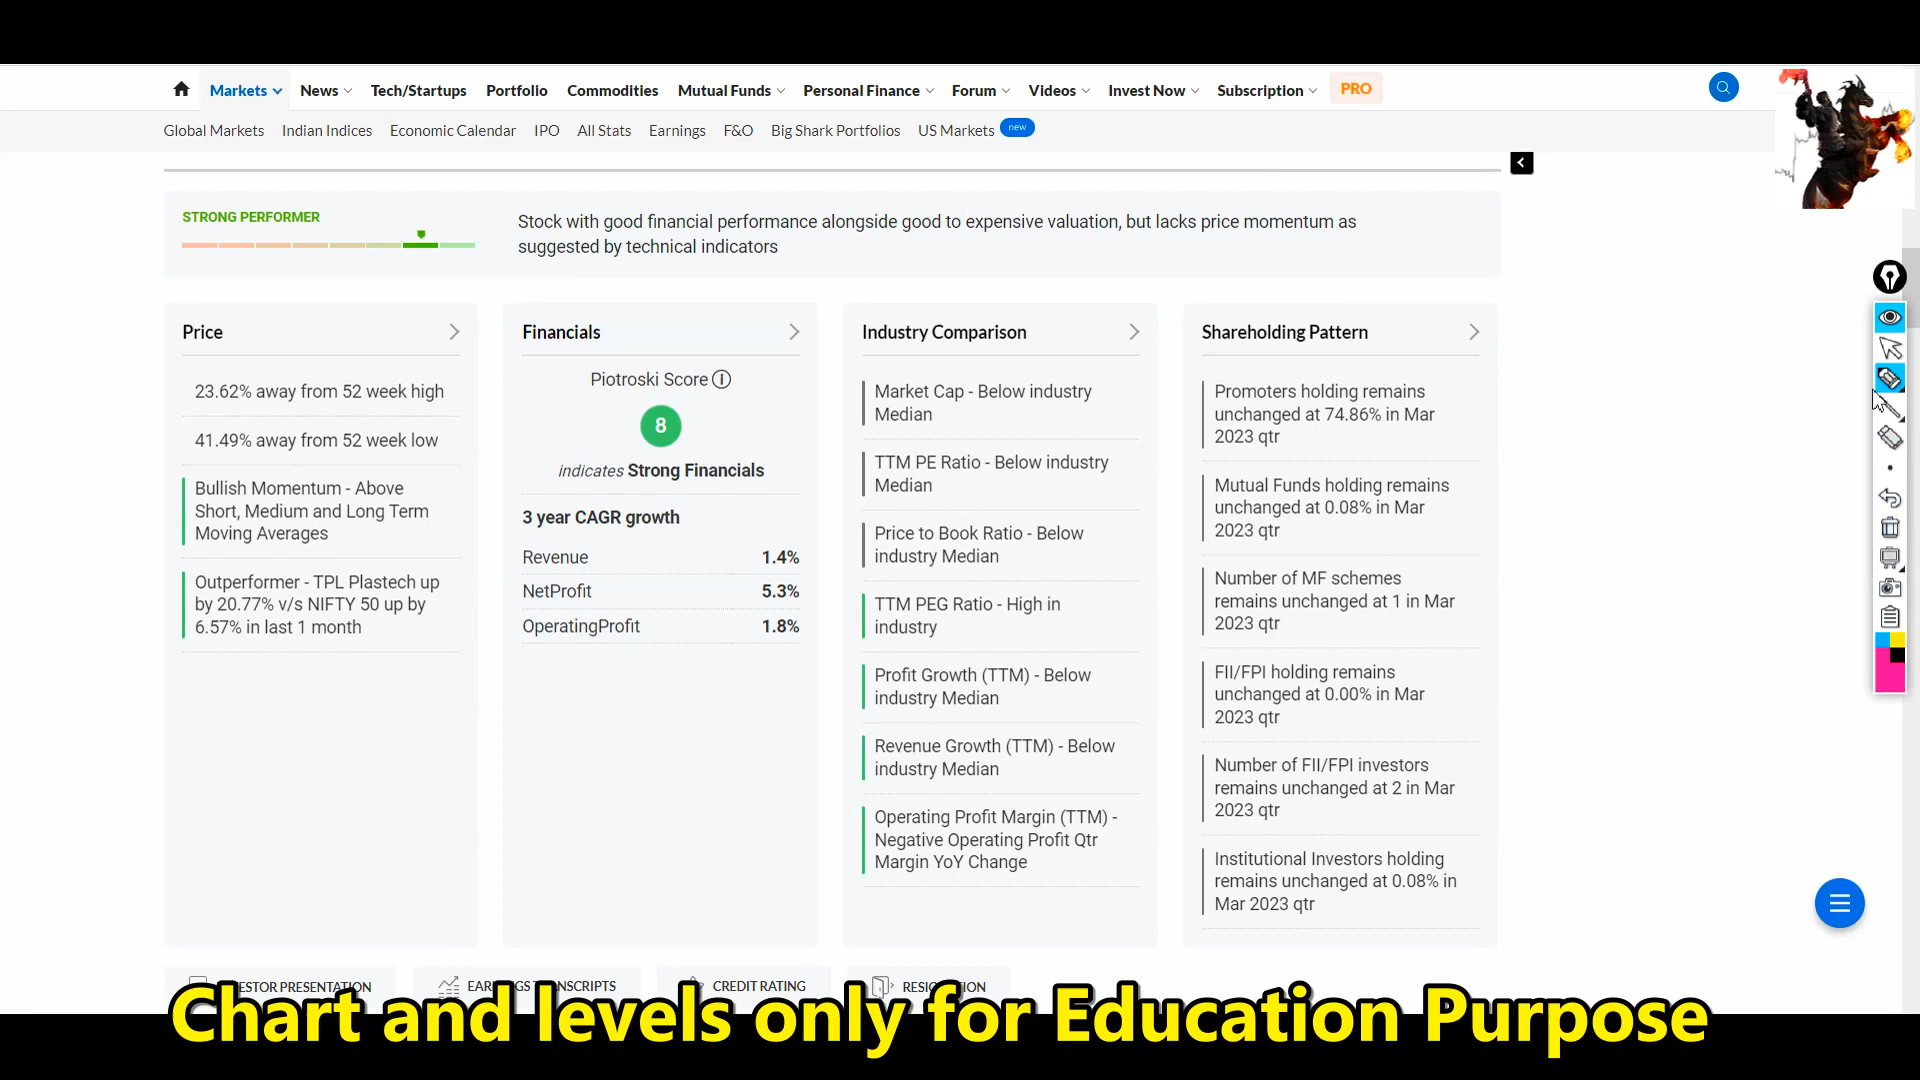 Markets News Tech/Startups Portfolio Commodities Mutual Funds Personal Finance Forum Videos Invest Now Subscription PRO
Global Markets Indian Indices Economic Calendar IPO All Stats Earnings F&O Big Shark Portfolios US Markets new
STRONG PERFORMER
Stock with good financial performance alongside good to expensive valuation, but lacks price momentum as
suggested by technical indicators
Price
23.62% away from 52 week high
41.49% away from 52 week low
Bullish Momentum - Above
Short, Medium and Long Term
Moving Averages
Outperformer - TPL Plastech up
by 20.77% v/s NIFTY 50 up by
6.57% in last 1 month
Financials
Piotroski Score
8
indicates Strong Financials
3 year CAGR growth
Revenue 1.4%
NetProfit 5.3%
OperatingProfit 1.8%
Industry Comparison
Market Cap - Below industry
Median
TTM PE Ratio - Below industry
Median
Price to Book Ratio - Below
industry Median
TTM PEG Ratio - High in
industry
Profit Growth (TTM) - Below
industry Median
Revenue Growth (TTM) - Below
industry Median
Operating Profit Margin (TTM) -
Negative Operating Profit Qtr
Margin YoY Change
Shareholding Pattern
Promoters holding remains
unchanged at 74.86% in Mar
2023 qtr
Mutual Funds holding remains
unchanged at 0.08% in Mar
2023 qtr
Number of MF schemes
remains unchanged at 1 in Mar
2023 qtr
FII/FPI holding remains
unchanged at 0.00% in Mar
2023 qtr
Number of FII/FPI investors
remains unchanged at 2 in Mar
2023 qtr
Institutional Investors holding
remains unchanged at 0.08% in
Mar 2023 qtr
PRESENTATION CREDIT RATING
Chart and levels only for Education Purpose